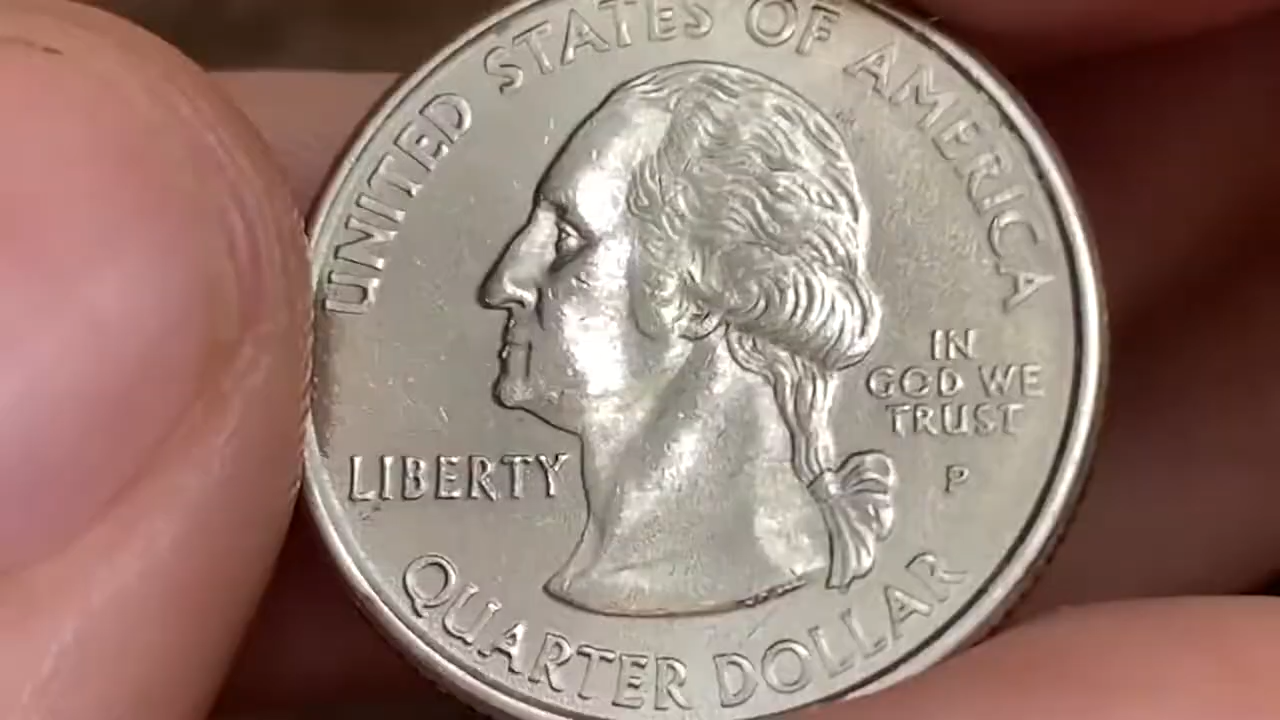 UNITED STATES OF AMERICA
LIBERTY
IN
GOD WE
TRUST
P
QUARTER DOLLAR